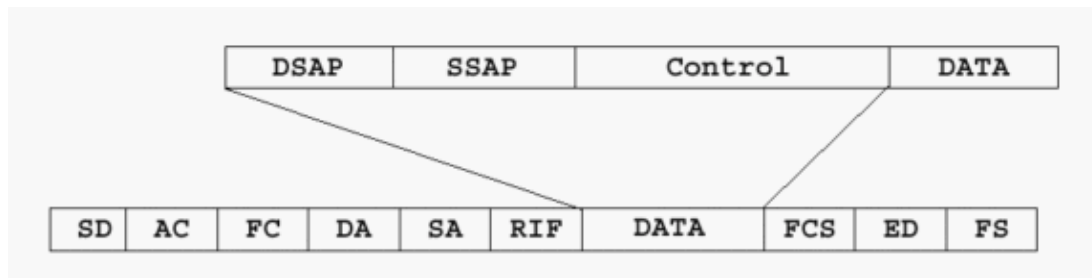 DSAP SSAP Control DATA
SD AC FC DA SA RIF DATA FCS ED FS